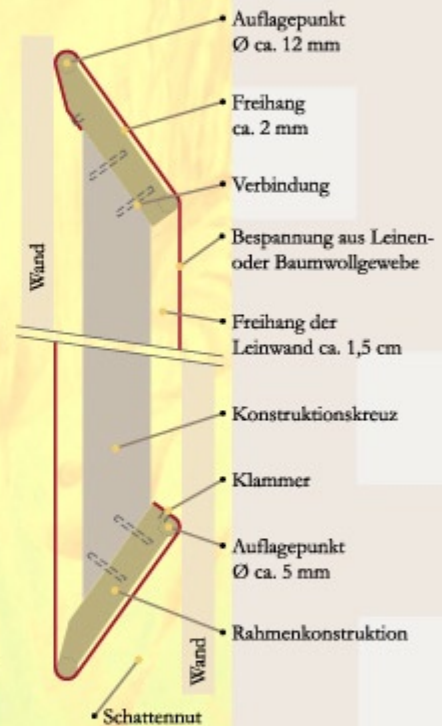 Auflagepunkt
Ø ca. 12 mm
Freihang
ca. 2 mm
Verbindung
Bespannung aus Leinen-
oder Baumwollgewebe
Wand
Freihang der
Leinwand ca. 1,5 cm
Konstruktionskreuz
Klammer
Auflagepunkt
Ø ca. 5 mm
Rahmenkonstruktion
Wand
Schattennut